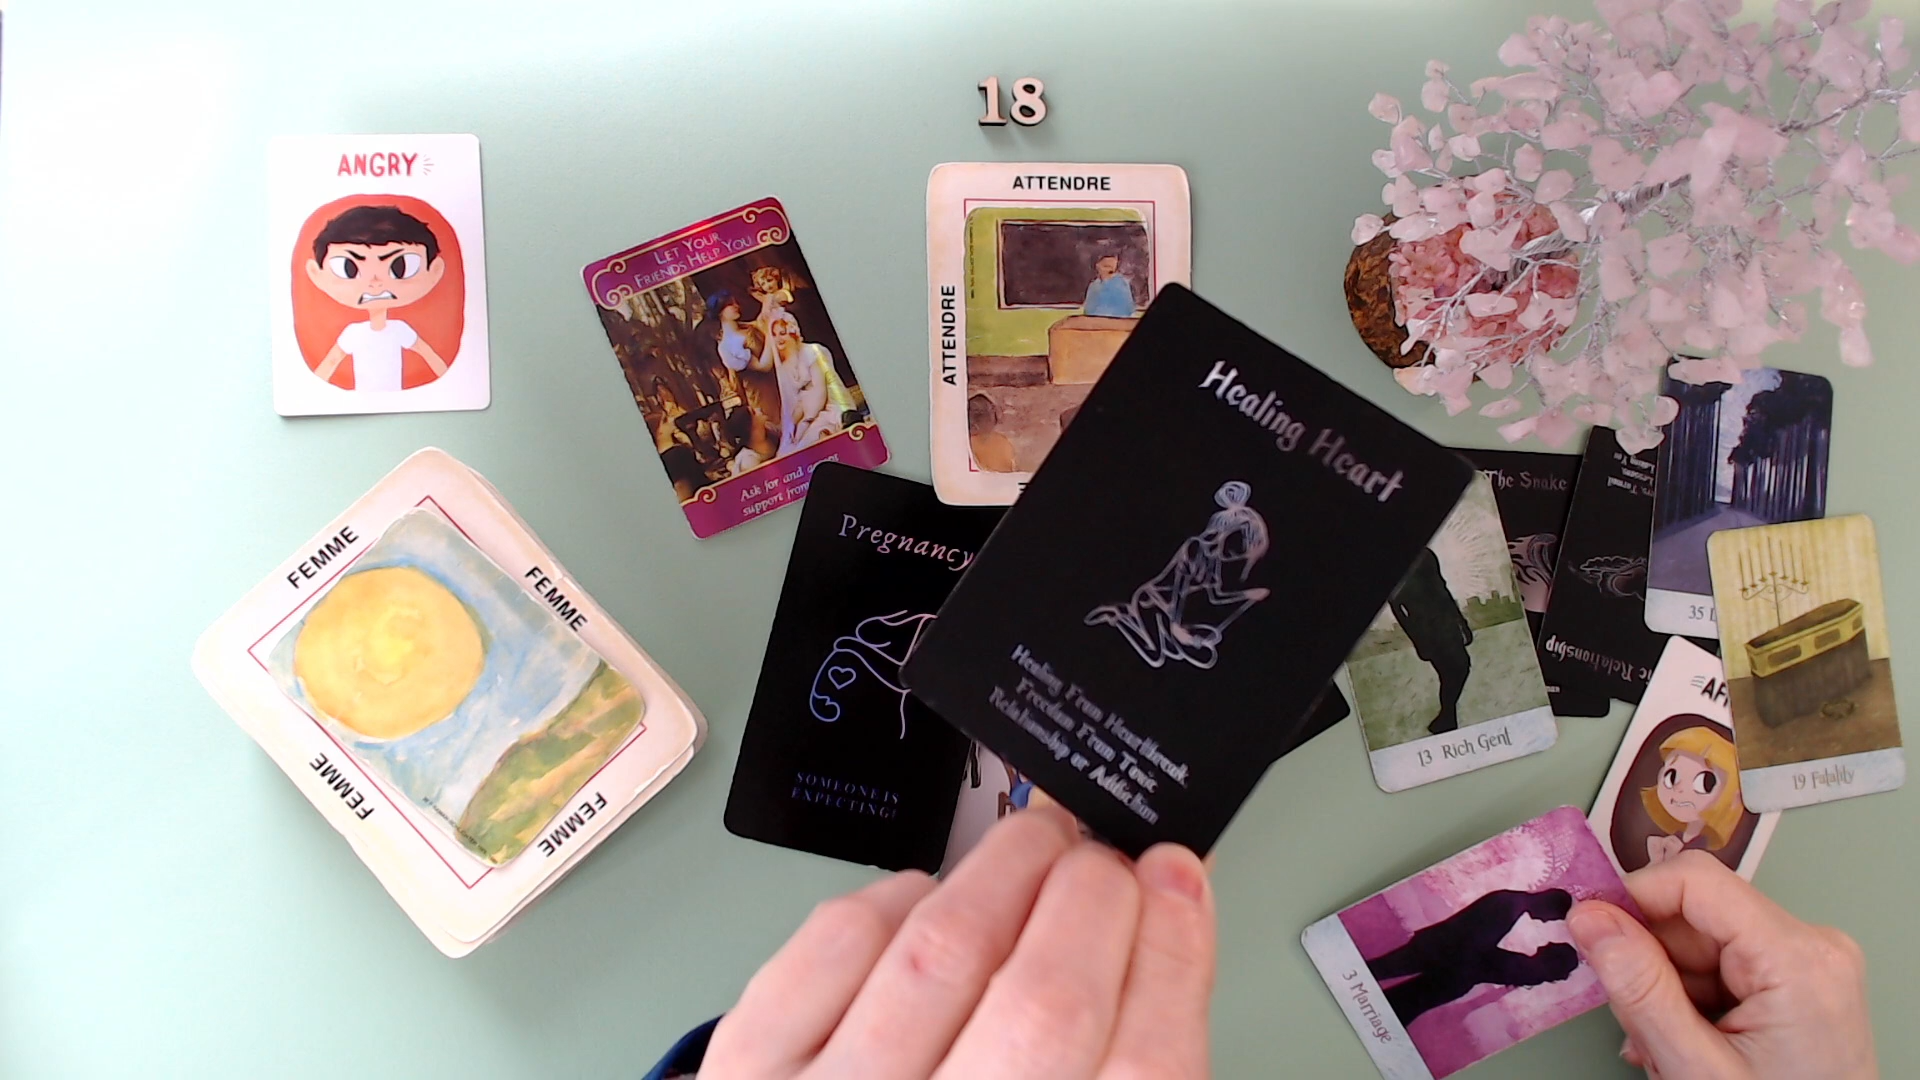 18
ANGRY
LET YOUR
FRIENDS HELP YOU
Ask for and accept
support from
ATTENDRE
ATTENDRE
Healing Heart
Healing From Heartbreak
Freedom From Toxic
Relationship or Addiction
FEMME
FEMME
FEMME
FEMME
Pregnancy
SOMEONE IS
EXPECTING!
The Snake
Relationship
13 Rich Gent
35
19 Fatality
3 Marriage